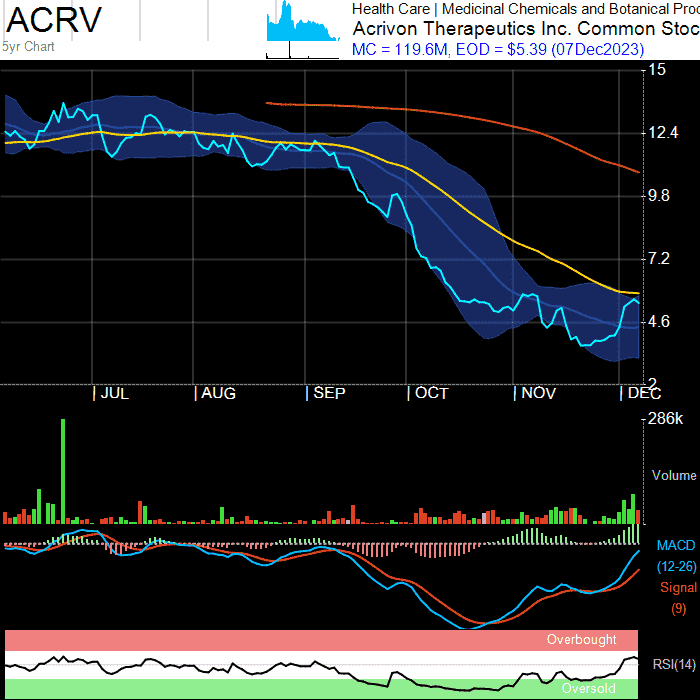 ACRV
5yr Chart
Health Care | Medicinal Chemicals and Botanical Pro
Acrivon Therapeutics Inc. Common Stoc
MC = 119.6M, EOD = $5.39 (07Dec2023)
15
12.4
9.8
7.2
4.6
2
| JUL | AUG | SEP | OCT | NOV | DEC
286k
Volume
MACD
(12-26)
Signal
(9)
Overbought
RSI(14)
Oversold